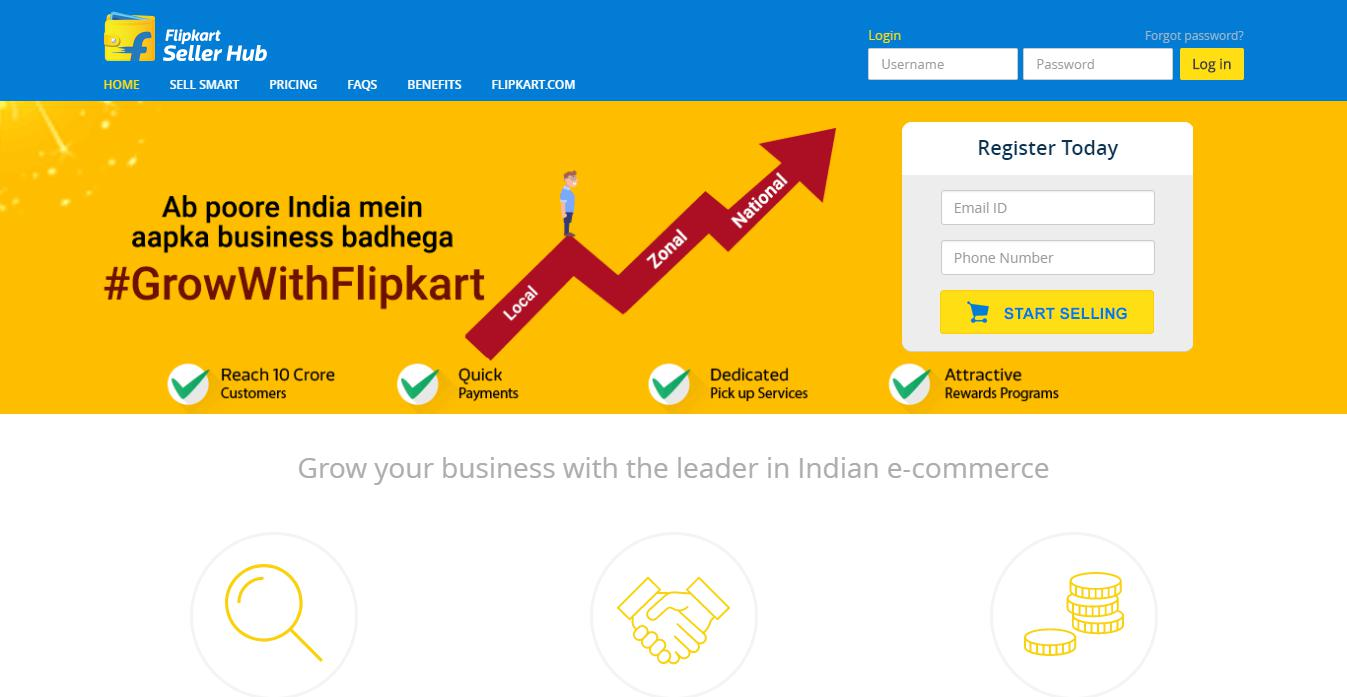 Flipkart
Seller Hub
Login
Forgot password?
Username
Password
Log in
HOME
SELL SMART
PRICING
FAQS
BENEFITS
FLIPKART.COM
Ab poore India mein
aapka business badhega
#GrowWithFlipkart
Local
Zonal
National
Register Today
Email ID
Phone Number
START SELLING
Reach 10 Crore
Customers
Quick
Payments
Dedicated
Pick up Services
Attractive
Rewards Programs
Grow your business with the leader in Indian e-commerce